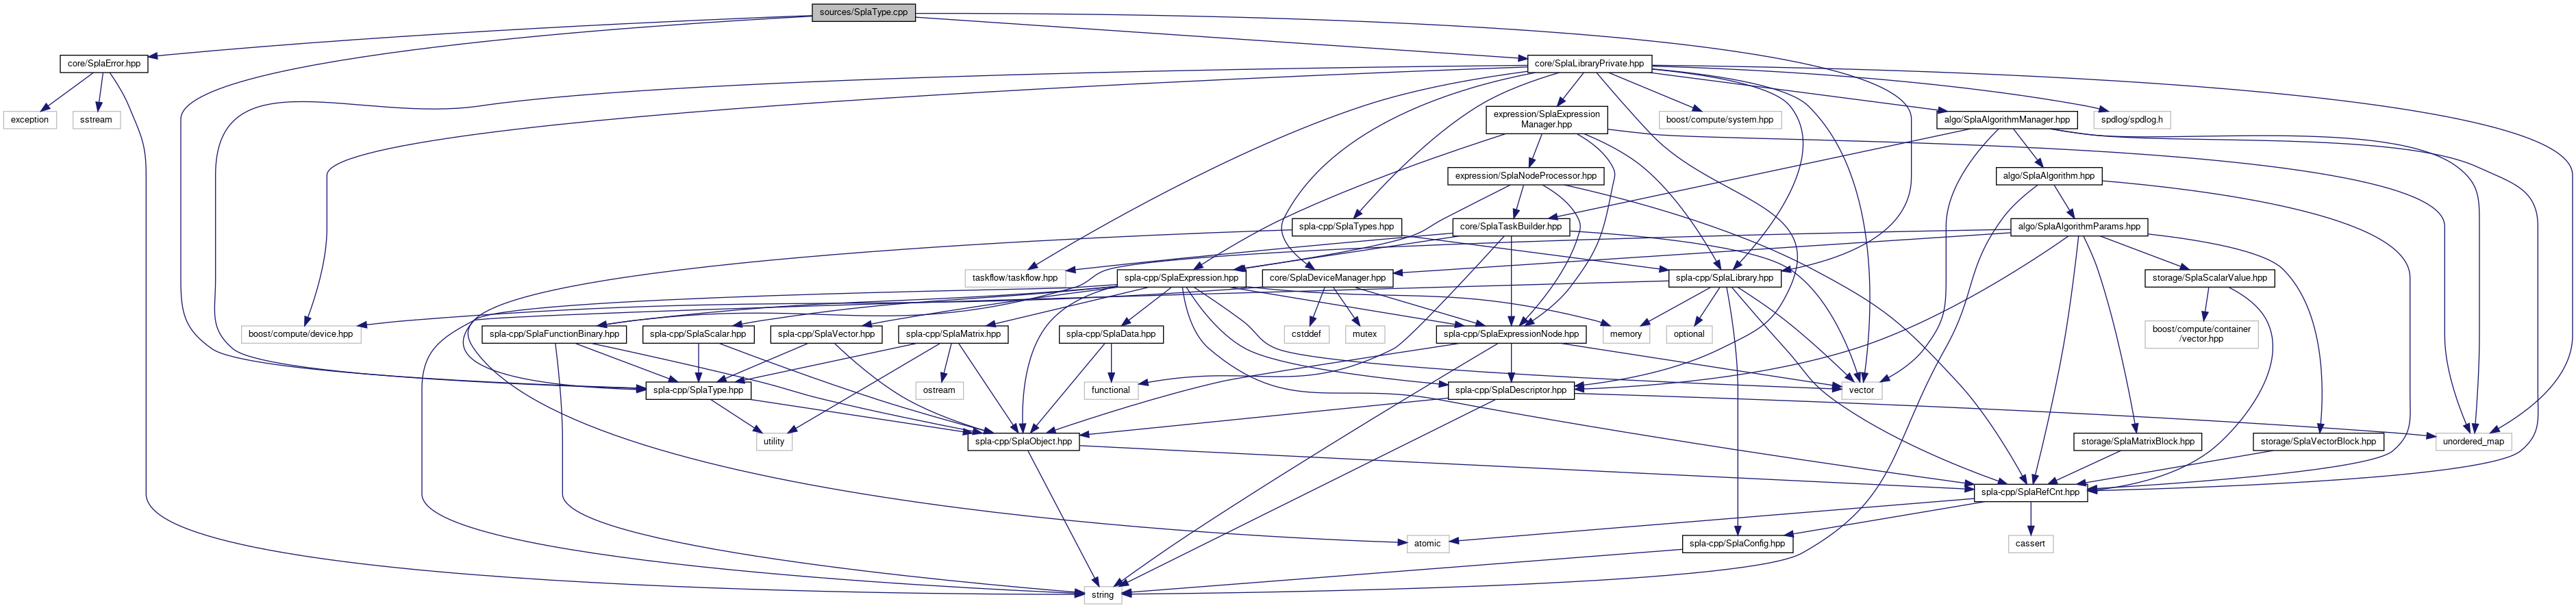 sources/SplaType.cpp
core/SplaError.hpp
core/SplaLibraryPrivate.hpp
exception
sstream
expression/SplaExpression
Manager.hpp
boost/compute/system.hpp
algo/SplaAlgorithmManager.hpp
spdlog/spdlog.h
expression/SplaNodeProcessor.hpp
algo/SplaAlgorithm.hpp
spla-cpp/SplaTypes.hpp
core/SplaTaskBuilder.hpp
algo/SplaAlgorithmParams.hpp
taskflow/taskflow.hpp
spla-cpp/SplaExpression.hpp
core/SplaDeviceManager.hpp
spla-cpp/SplaLibrary.hpp
storage/SplaScalarValue.hpp
boost/compute/device.hpp
spla-cpp/SplaFunctionBinary.hpp
spla-cpp/SplaScalar.hpp
spla-cpp/SplaVector.hpp
spla-cpp/SplaMatrix.hpp
spla-cpp/SplaData.hpp
cstddef
mutex
spla-cpp/SplaExpressionNode.hpp
memory
optional
boost/compute/container
/vector.hpp
spla-cpp/SplaType.hpp
ostream
functional
spla-cpp/SplaDescriptor.hpp
vector
utility
spla-cpp/SplaObject.hpp
storage/SplaMatrixBlock.hpp
storage/SplaVectorBlock.hpp
unordered_map
spla-cpp/SplaRefCnt.hpp
atomic
spla-cpp/SplaConfig.hpp
cassert
string